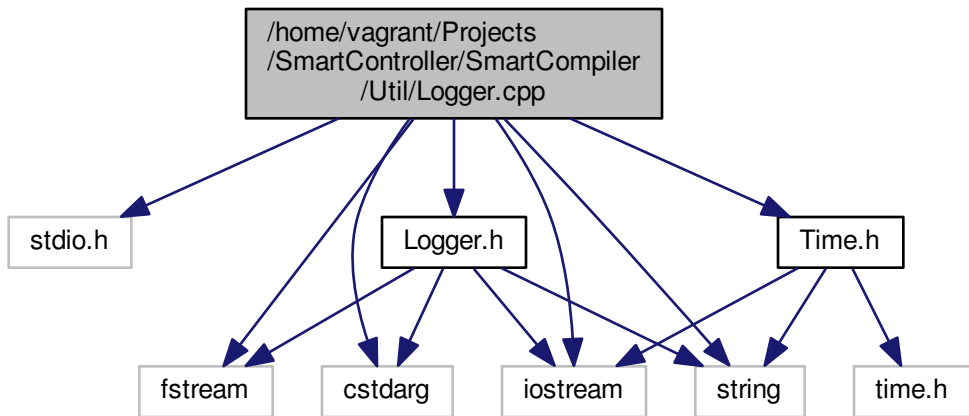 /home/vagrant/Projects
/SmartController/SmartCompiler
/Util/Logger.cpp
stdio.h
Logger.h
Time.h
fstream
cstdarg
iostream
string
time.h